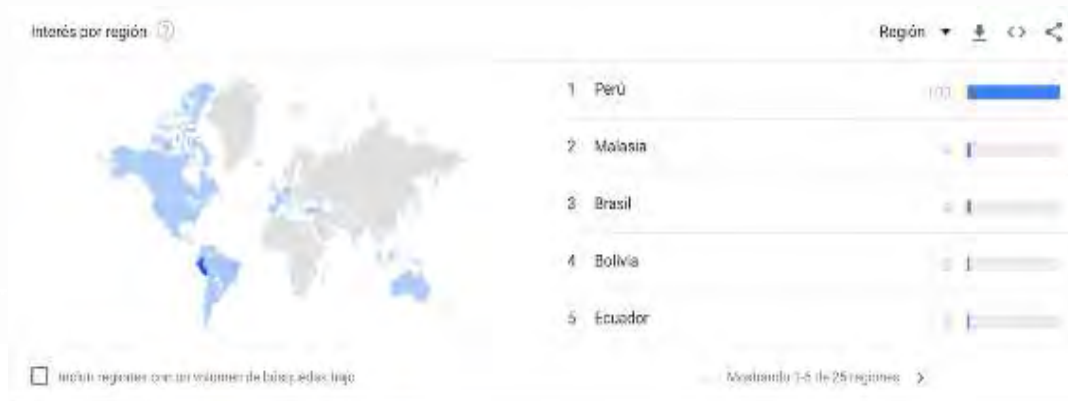 Interés por región
Región
1 Perú 100
2 Malasia
3 Brasil
4 Bolivia
5 Ecuador
Incluir regiones con un volumen de búsquedas bajo
Mostrando 1-5 de 25 regiones